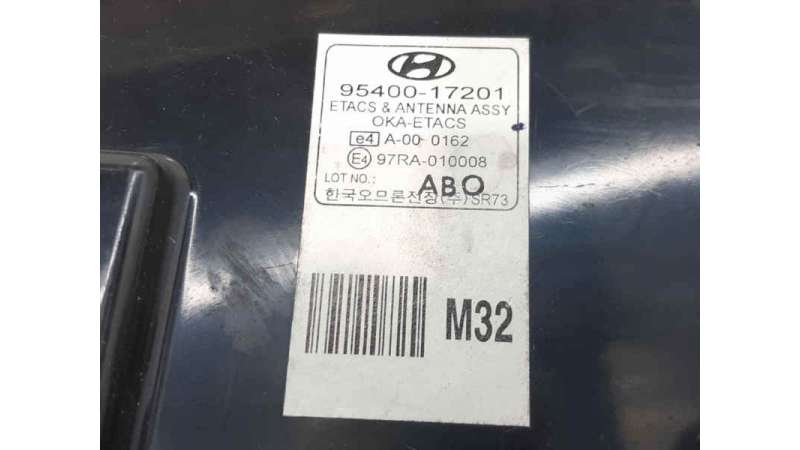 95400-17201
ETACS & ANTENNA ASSY
OKA-ETACS
e4 A-00 0162
E4 97RA-010008
LOT NO.: ABO
한국오므론전장(주)SR73
M32